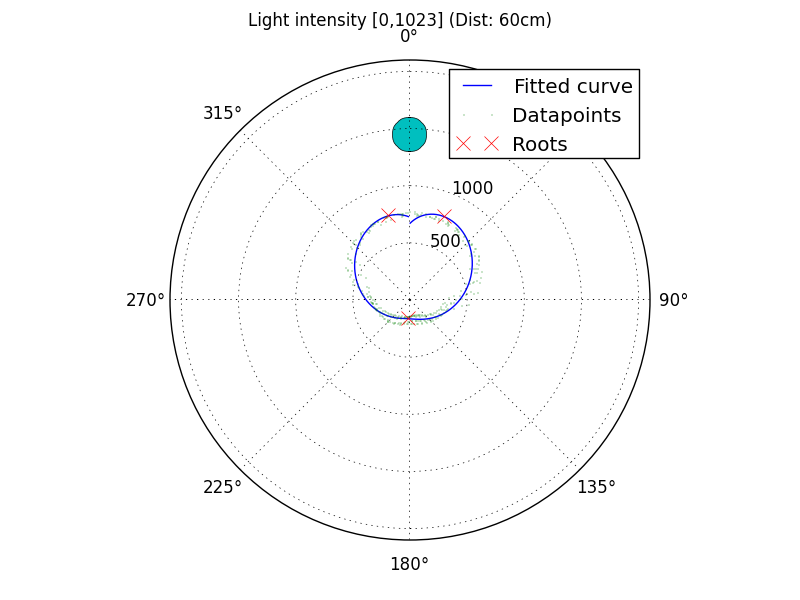 Light intensity [0,1023] (Dist: 60cm)
0°
Fitted curve
Datapoints
Roots
315°
1000
500
270°
90°
225°
135°
180°